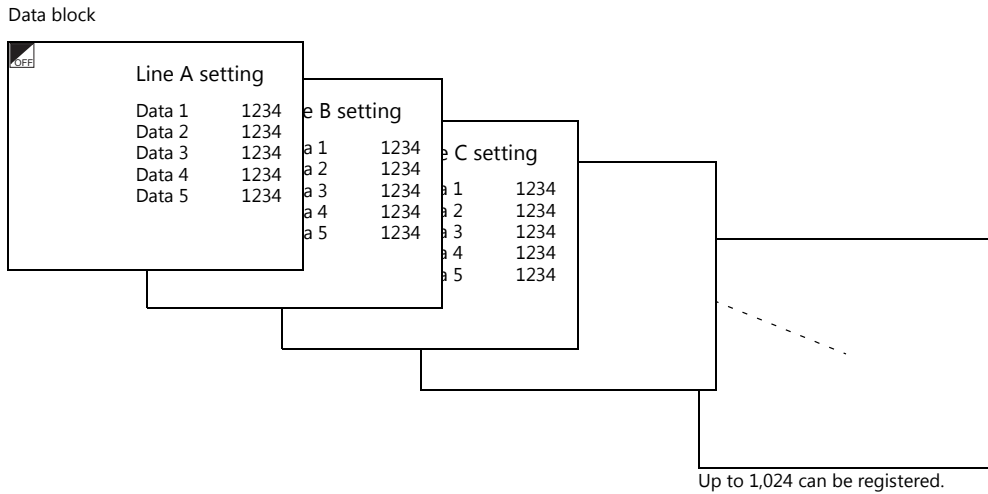 Data block
OFF
Line A setting
Data 1 1234
Data 2 1234
Data 3 1234
Data 4 1234
Data 5 1234
e B setting
a 1 1234
a 2 1234
a 3 1234
a 4 1234
a 5 1234
e C setting
a 1 1234
a 2 1234
a 3 1234
a 4 1234
a 5 1234
Up to 1,024 can be registered.